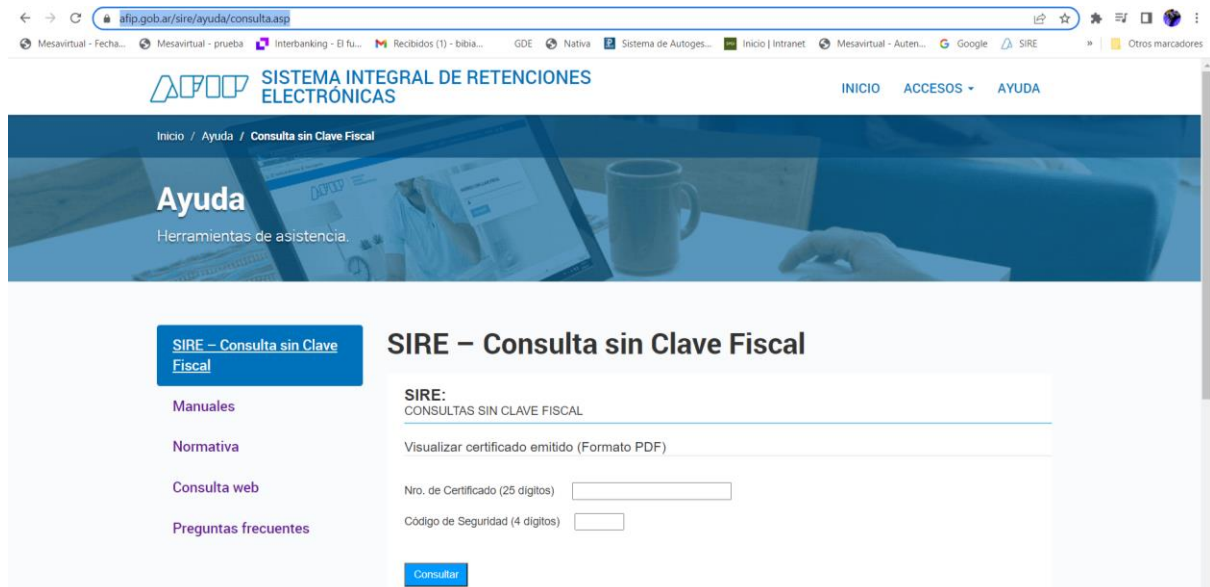 afip.gob.ar/sire/ayuda/consulta.asp
Mesavirtual - Fecha... Mesavirtual - prueba Interbanking - El fu... Recibidos (1) - bibia... GDE Nativa Sistema de Autoges... Inicio | Intranet Mesavirtual - Auten... Google SIRE » Otros marcadores
AFIP SISTEMA INTEGRAL DE RETENCIONES
ELECTRÓNICAS
INICIO ACCESOS AYUDA
Inicio / Ayuda / Consulta sin Clave Fiscal
Ayuda
Herramientas de asistencia.
SIRE – Consulta sin Clave
Fiscal
Manuales
Normativa
Consulta web
Preguntas frecuentes
SIRE – Consulta sin Clave Fiscal
SIRE:
CONSULTAS SIN CLAVE FISCAL
Visualizar certificado emitido (Formato PDF)
Nro. de Certificado (25 dígitos)
Código de Seguridad (4 dígitos)
Consultar